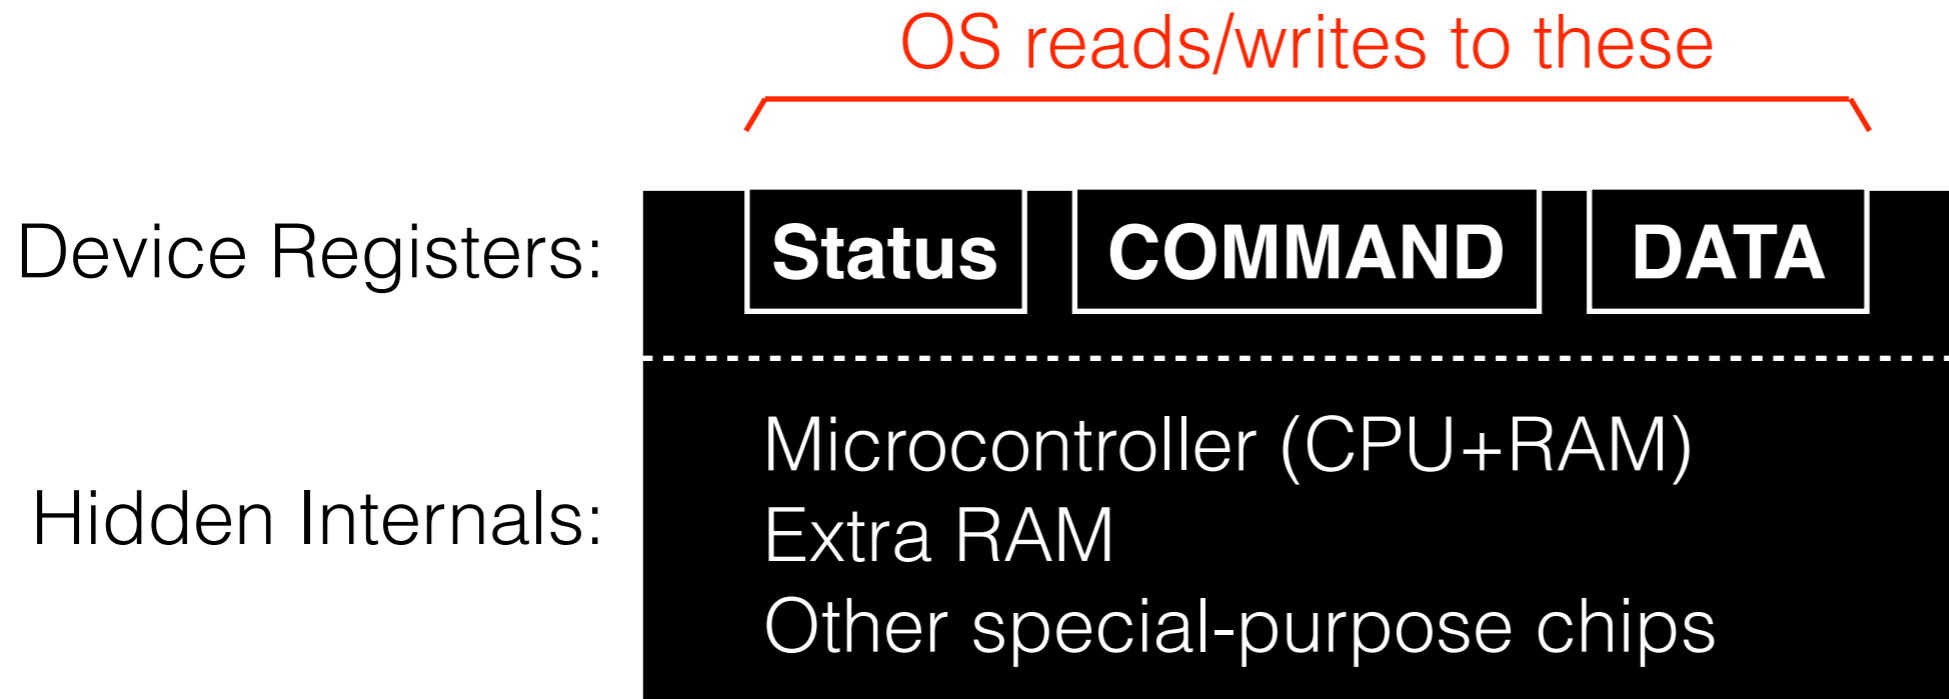 OS reads/writes to these
Device Registers: Status COMMAND DATA
Hidden Internals:
Microcontroller (CPU+RAM)
Extra RAM
Other special-purpose chips